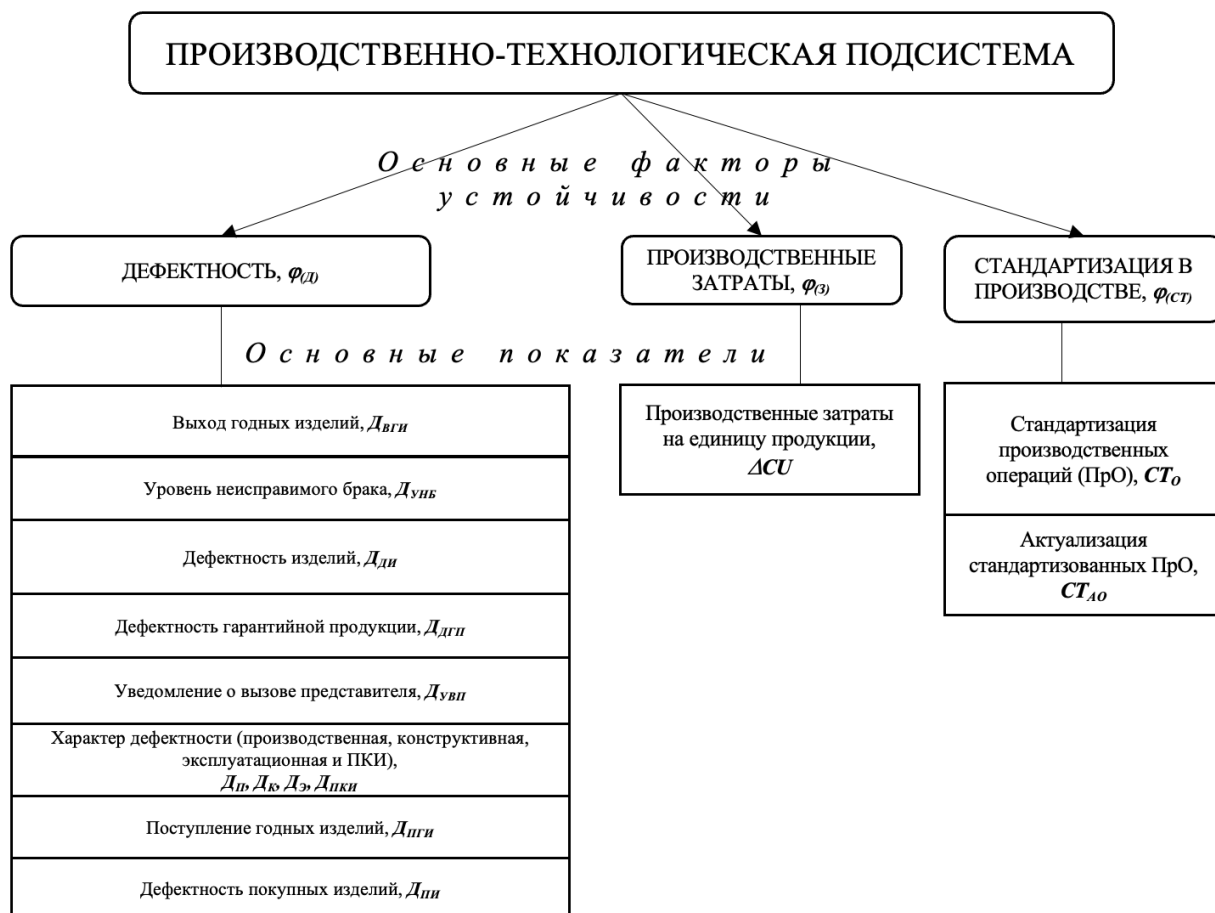 ПРОИЗВОДСТВЕННО-ТЕХНОЛОГИЧЕСКАЯ ПОДСИСТЕМА
Основные факторы
устойчивости
ДЕФЕКТНОСТЬ, φ(Д)
ПРОИЗВОДСТВЕННЫЕ
ЗАТРАТЫ, φ(З)
СТАНДАРТИЗАЦИЯ В
ПРОИЗВОДСТВЕ, φ(СТ)
Основные показатели
Выход годных изделий, ДВГИ
Уровень неисправимого брака, ДУНБ
Дефектность изделий, ДДИ
Дефектность гарантийной продукции, ДДГП
Уведомление о вызове представителя, ДУВП
Характер дефектности (производственная, конструктивная,
эксплуатационная и ПКИ),
ДП, ДК, ДЭ, ДПКИ
Поступление годных изделий, ДПГИ
Дефектность покупных изделий, ДПИ
Производственные затраты
на единицу продукции,
ΔCU
Стандартизация
производственных
операций (ПрО), СТО
Актуализация
стандартизованных ПрО,
СТАО